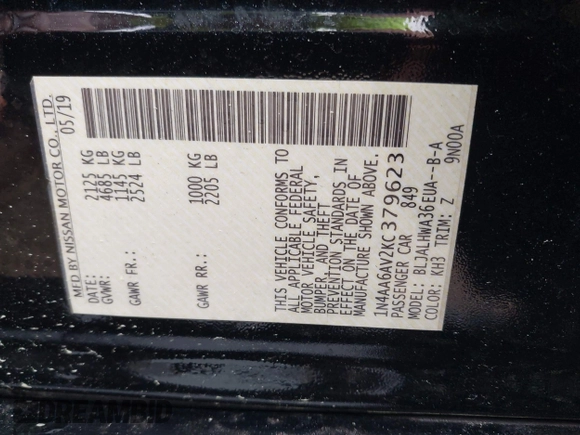 MFD BY NISSAN MOTOR CO., LTD.
DATE: 05/19
GVWR: 2125 KG
4685 LB
GAWR FR: 1145 KG
2524 LB
GAWR RR: 1000 KG
2205 LB
THIS VEHICLE CONFORMS TO
ALL APPLICABLE FEDERAL
MOTOR VEHICLE SAFETY,
BUMPER, AND THEFT
PREVENTION STANDARDS IN
EFFECT ON THE DATE OF
MANUFACTURE SHOWN ABOVE.
1N4AA6AV2KC379623
PASSENGER CAR 849
MODEL: BLJALHWA36EUA--B-A
COLOR: KH3 TRIM: Z 9N00A
DREAMBID